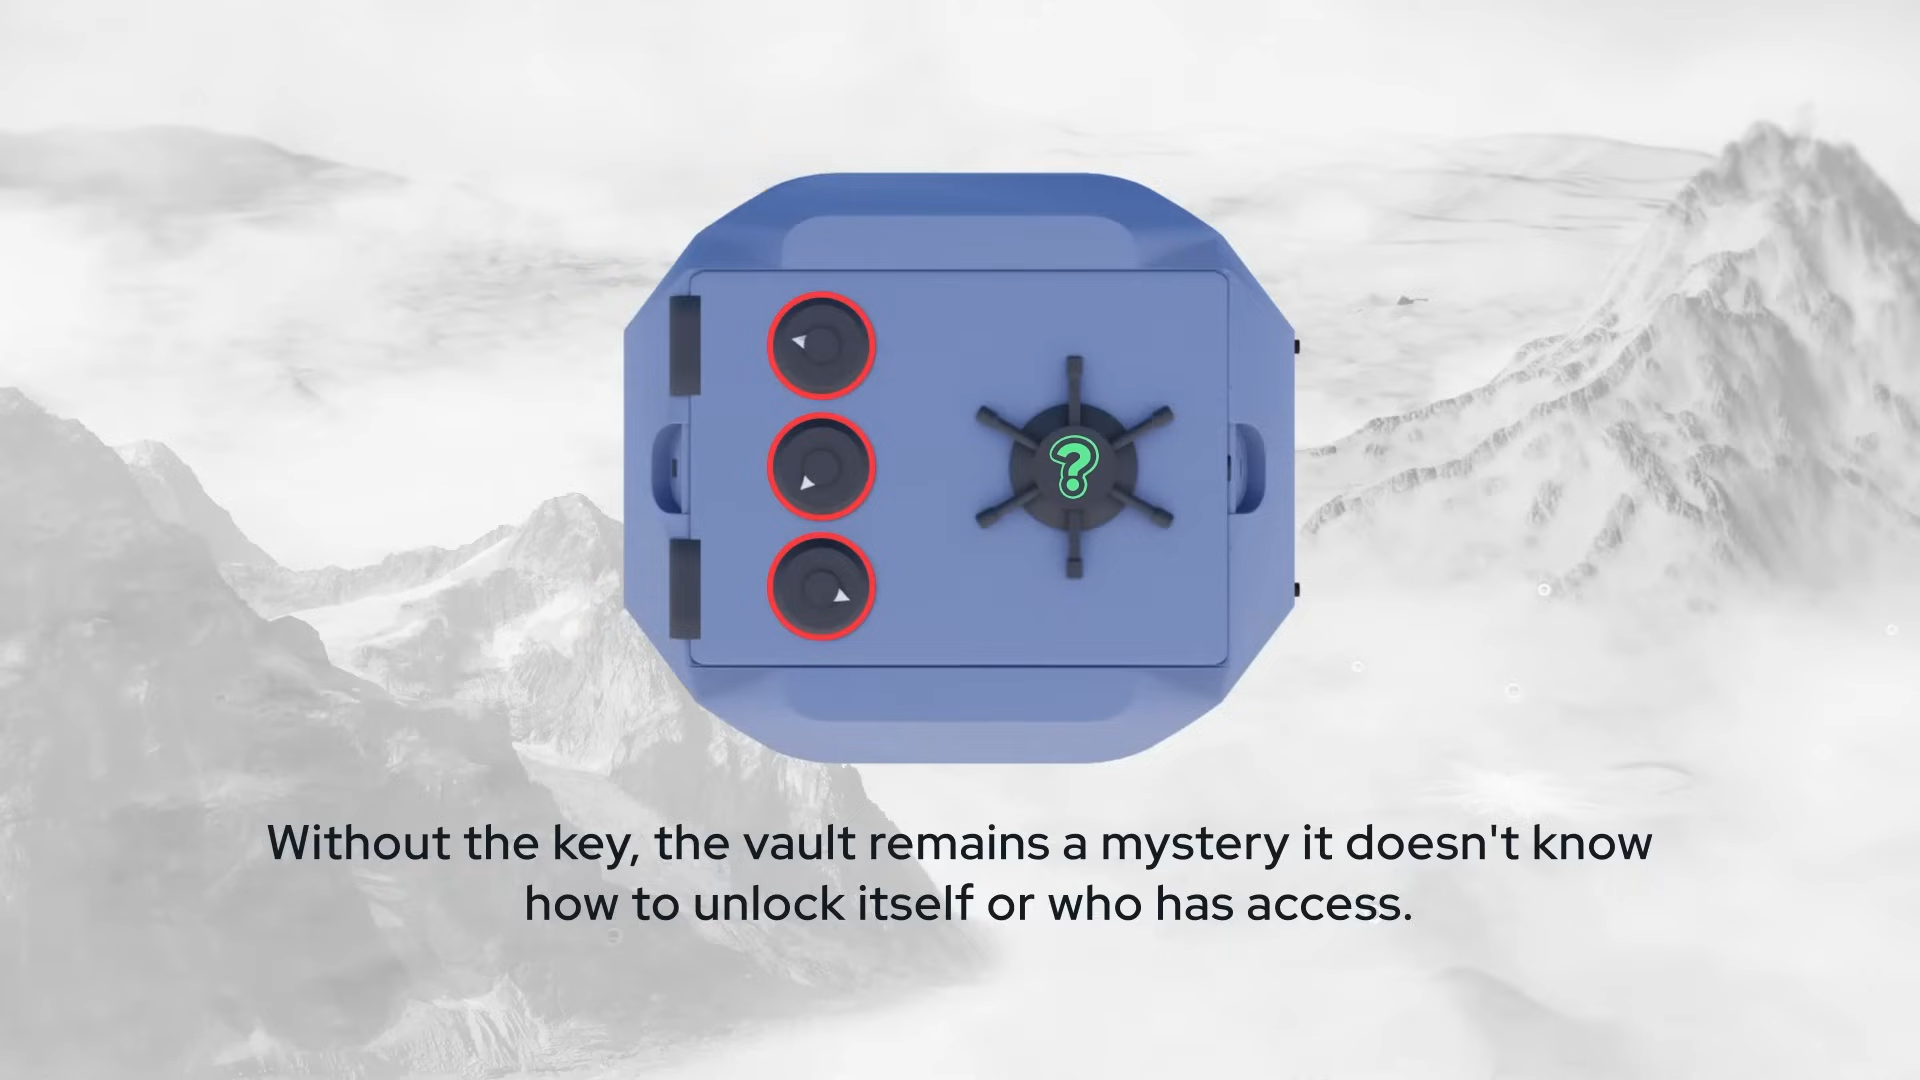 ?
Without the key, the vault remains a mystery it doesn't know
how to unlock itself or who has access.